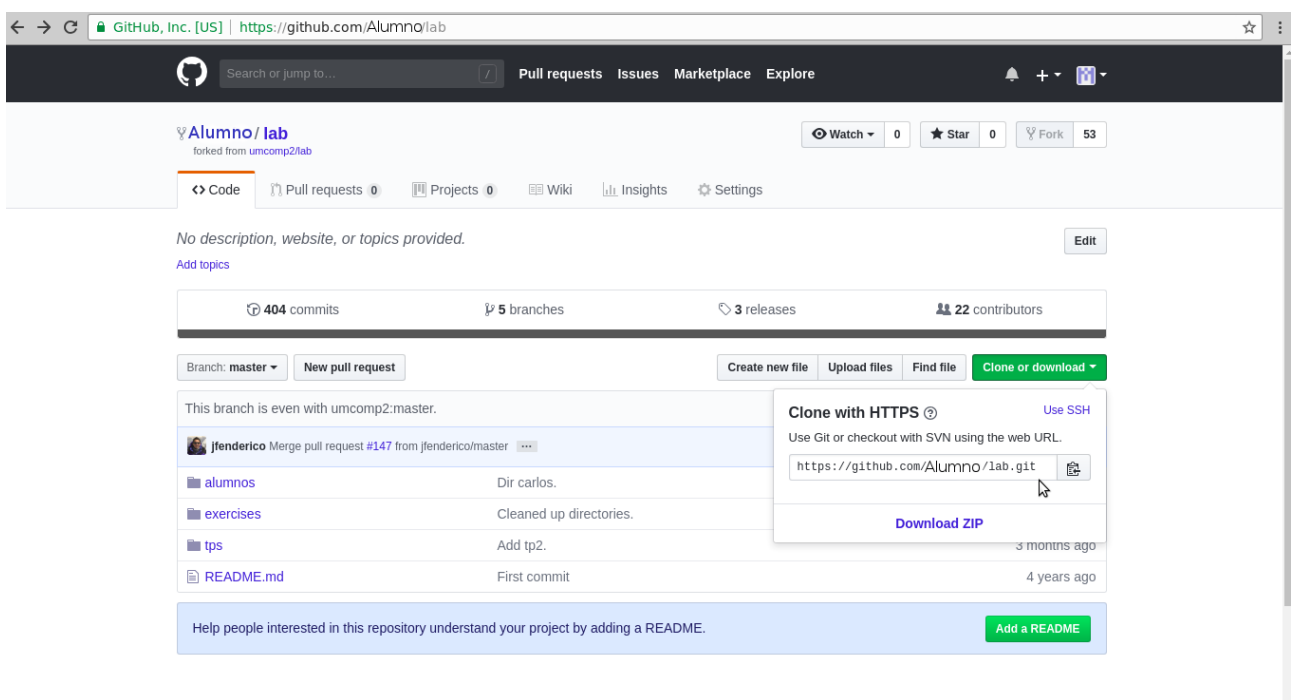 GitHub, Inc. [US] | https://github.com/Alumno/lab
Search or jump to... / Pull requests Issues Marketplace Explore
Alumno / lab
Watch 0 Star 0 Fork 53
forked from umcomp2/lab
Code Pull requests 0 Projects 0 Wiki Insights Settings
No description, website, or topics provided. Edit
Add topics
404 commits 5 branches 3 releases 22 contributors
Branch: master New pull request Create new file Upload files Find file Clone or download
This branch is even with umcomp2:master.
Clone with HTTPS Use SSH
Use Git or checkout with SVN using the web URL.
https://github.com/Alumno/lab.git
Download ZIP
jfenderico Merge pull request #147 from jfenderico/master ...
alumnos Dir carlos.
exercises Cleaned up directories.
tps Add tp2. 3 months ago
README.md First commit 4 years ago
Help people interested in this repository understand your project by adding a README. Add a README